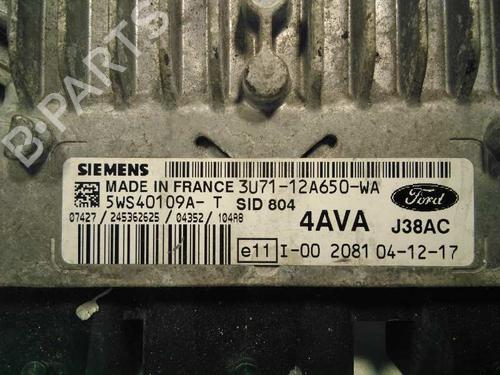 B-PARTS
SIEMENS
MADE IN FRANCE 3U71-12A650-WA
5WS40109A- T SID 804
07427 / 245362625 / 04352 / 104R8
4AVA J38AC
Ford
e11 I-00 2081 04-12-17